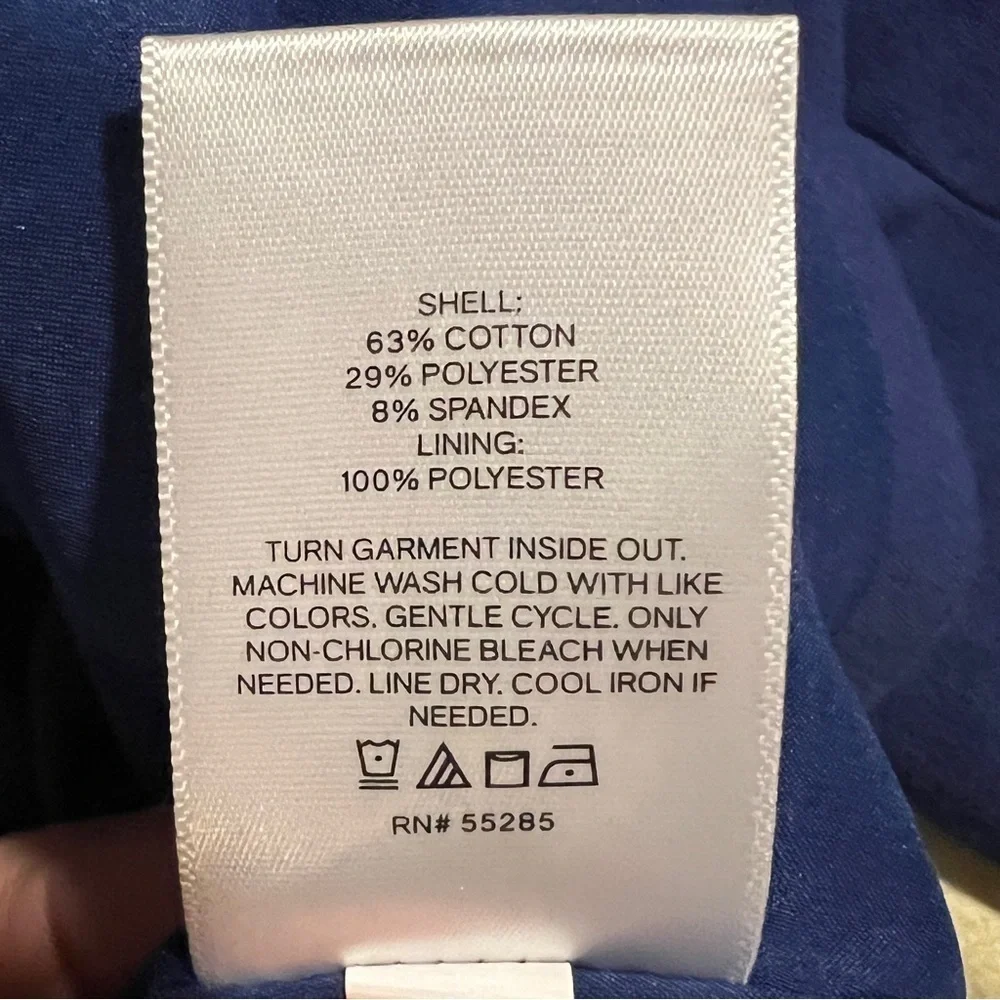 SHELL:
63% COTTON
29% POLYESTER
8% SPANDEX
LINING:
100% POLYESTER
TURN GARMENT INSIDE OUT.
MACHINE WASH COLD WITH LIKE
COLORS. GENTLE CYCLE. ONLY
NON-CHLORINE BLEACH WHEN
NEEDED. LINE DRY. COOL IRON IF
NEEDED.
RN# 55285